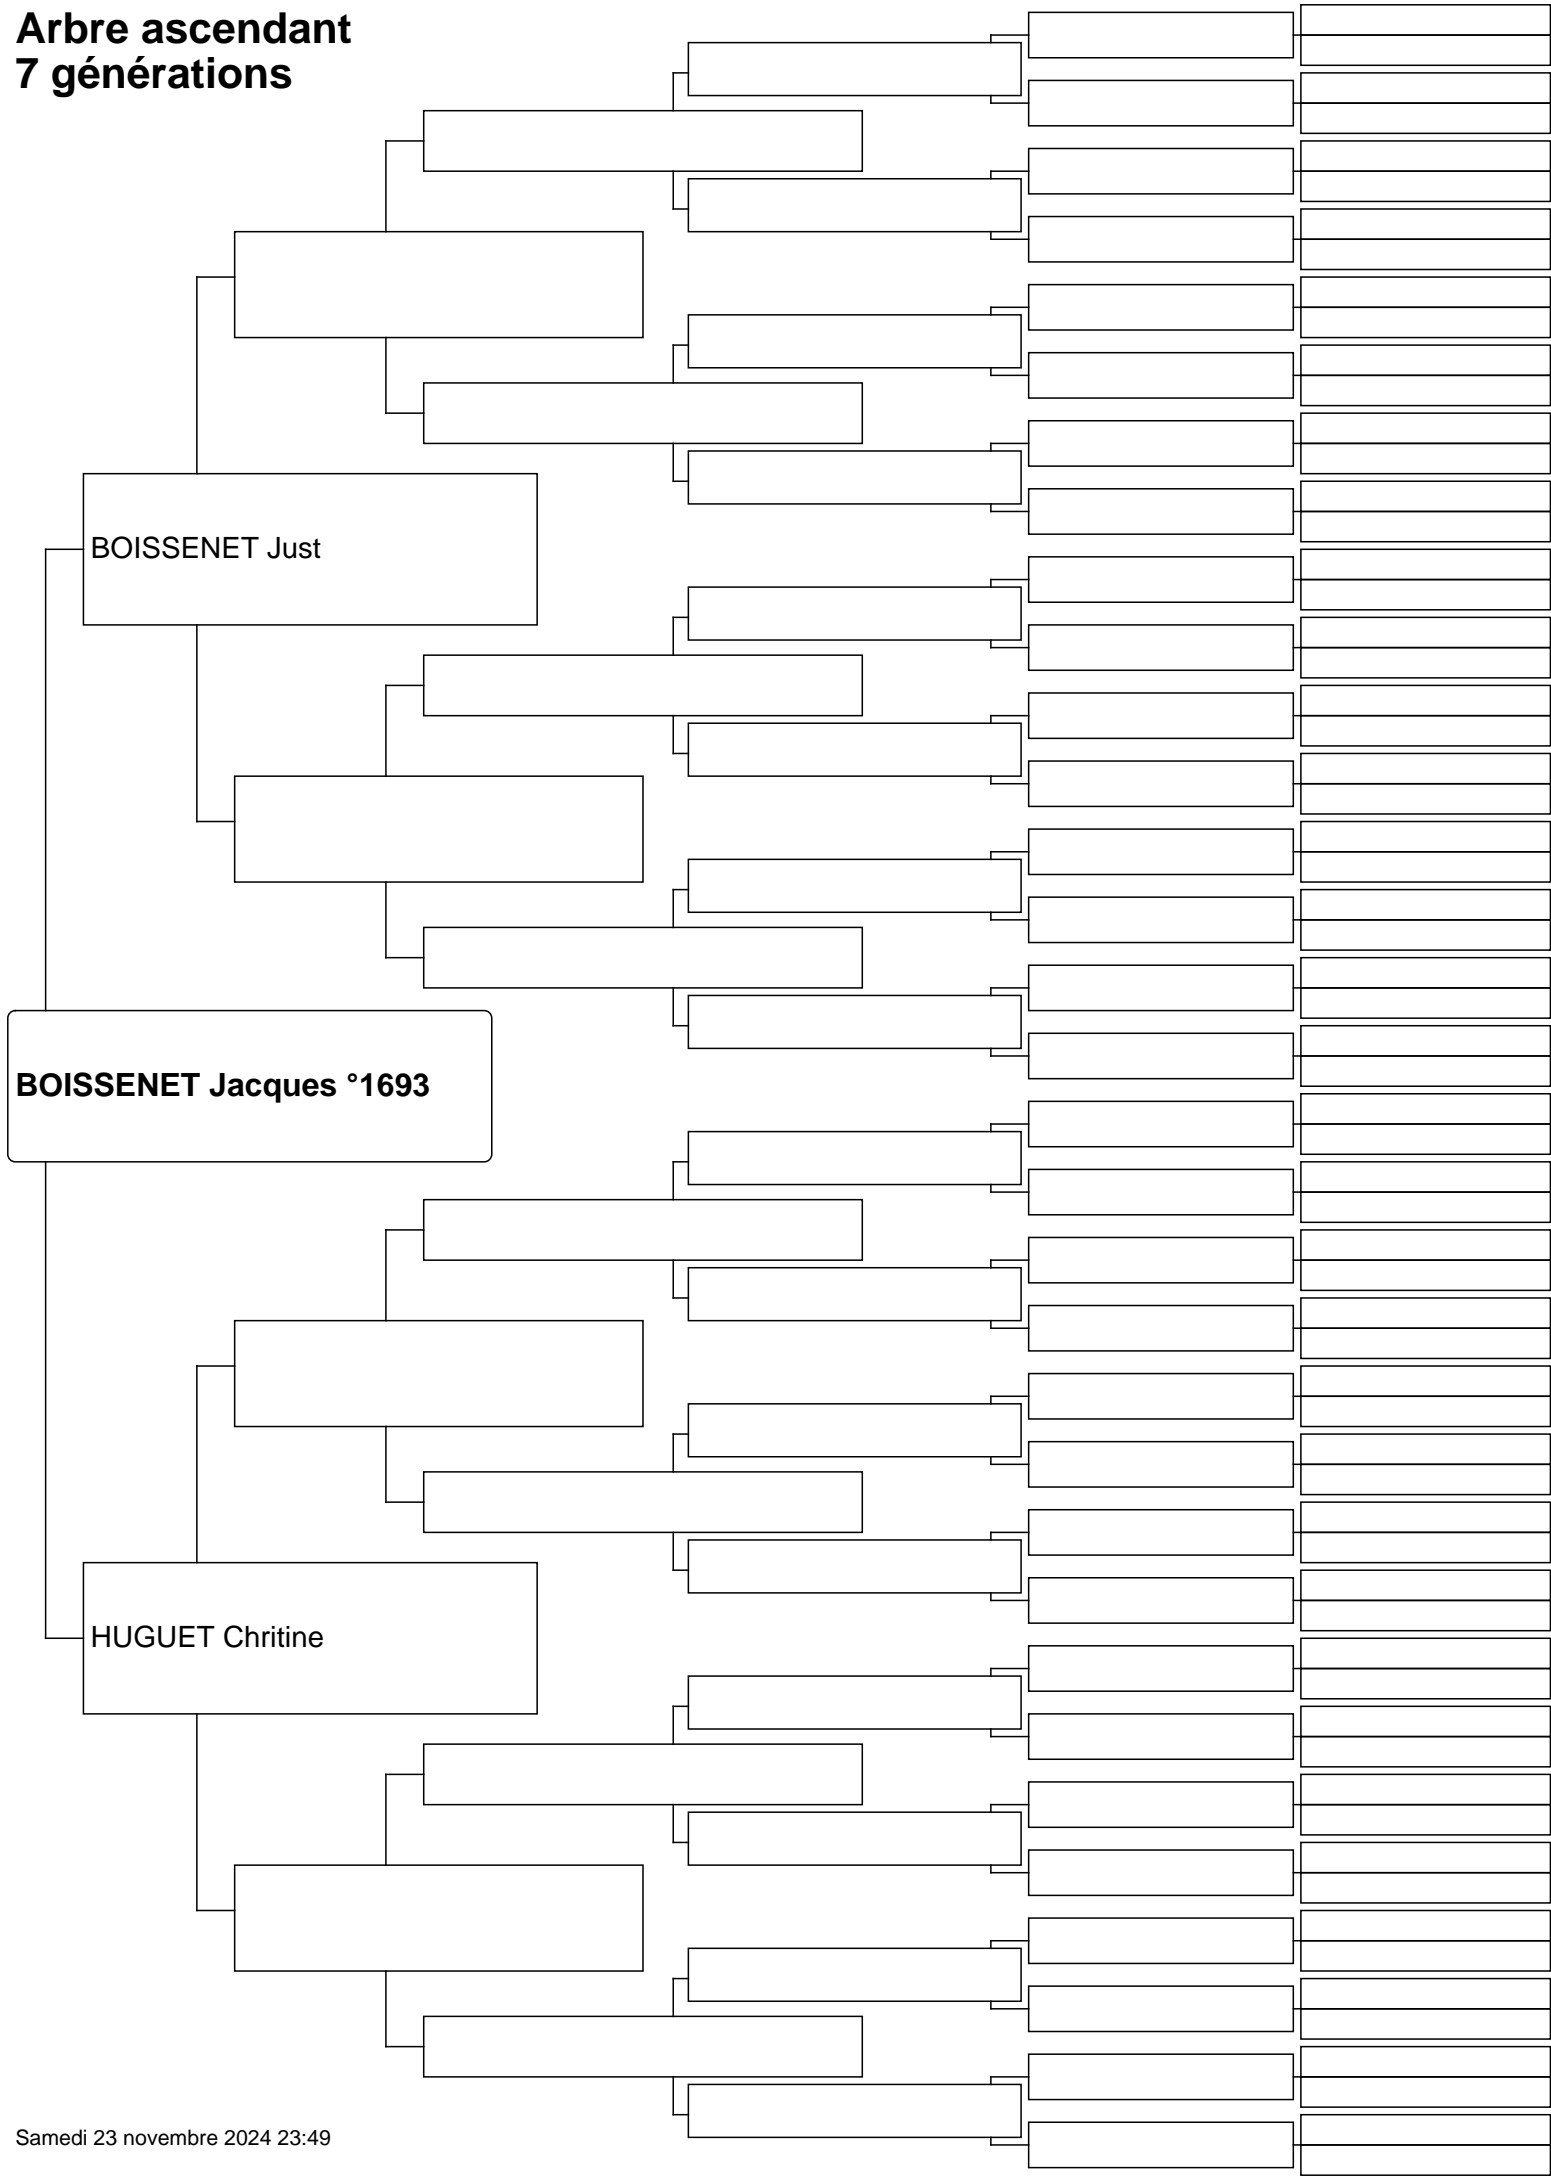 Arbre ascendant
7 générations
BOISSENET Just
BOISSENET Jacques °1693
HUGUET Chritine
Samedi 23 novembre 2024 23:49